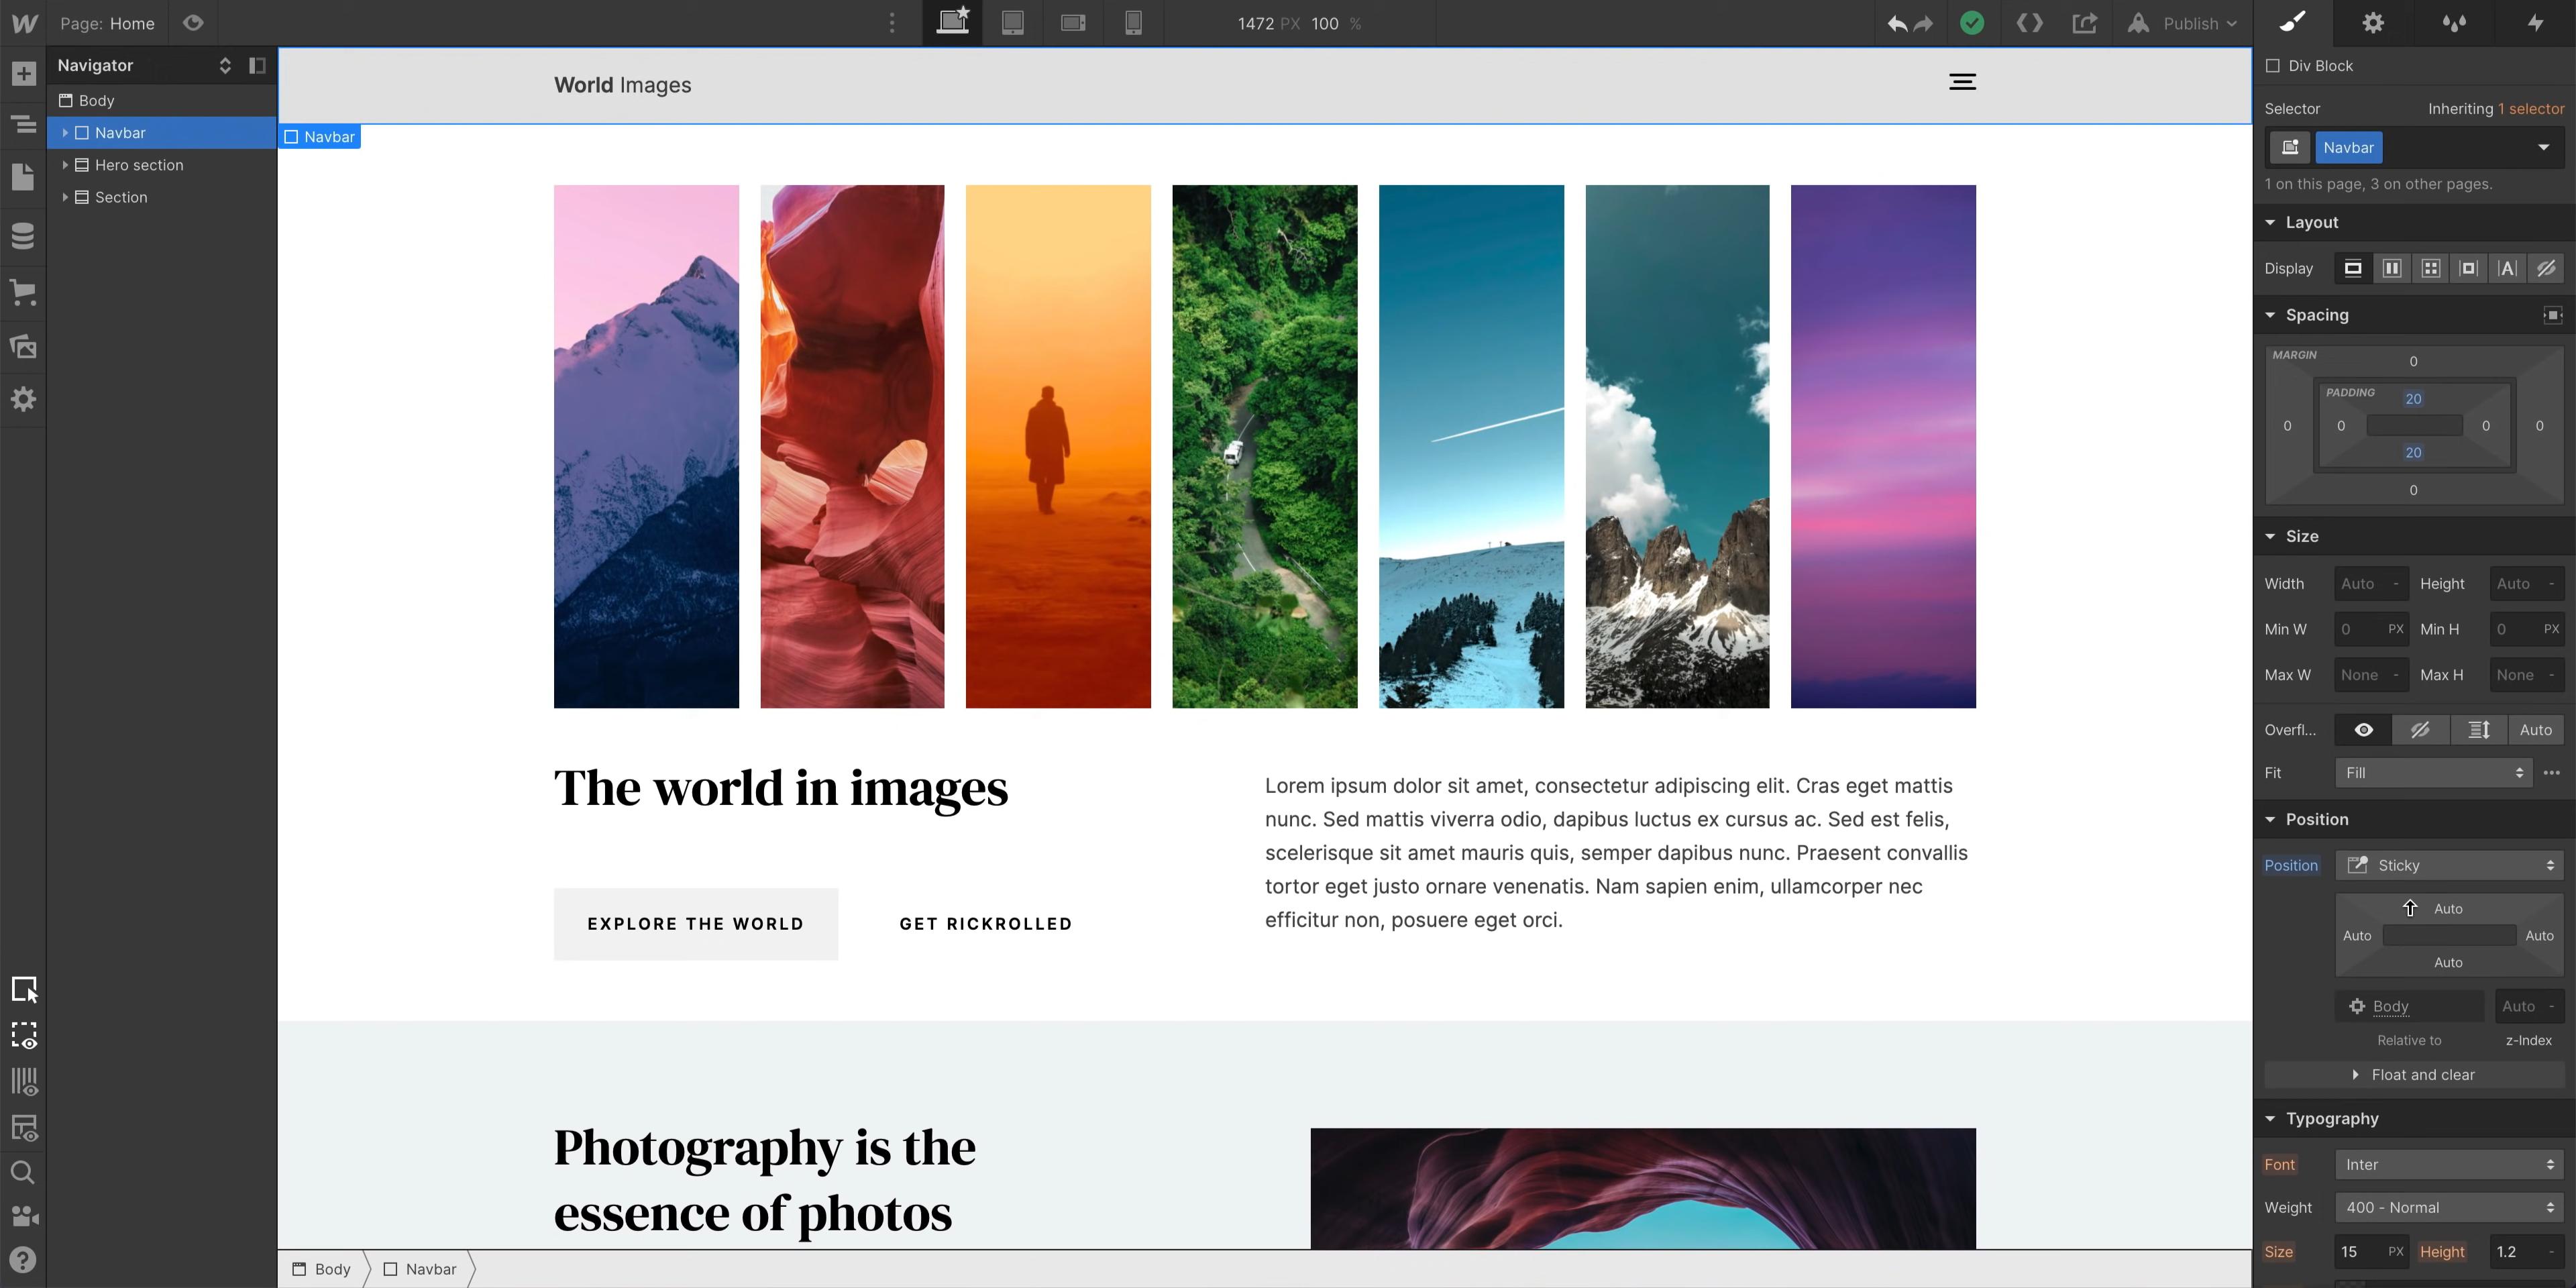 Page: Home
1472 PX 100 %
Publish
Navigator
Body
Navbar
Hero section
Section
World Images
Navbar
The world in images
EXPLORE THE WORLD
GET RICKROLLED
Lorem ipsum dolor sit amet, consectetur adipiscing elit. Cras eget mattis
nunc. Sed mattis viverra odio, dapibus luctus ex cursus ac. Sed est felis,
scelerisque sit amet mauris quis, semper dapibus nunc. Praesent convallis
tortor eget justo ornare venenatis. Nam sapien enim, ullamcorper nec
efficitur non, posuere eget orci.
Photography is the
essence of photos
Body
Navbar
Div Block
Selector Inheriting 1 selector
Navbar
1 on this page, 3 on other pages.
Layout
Display
Spacing
MARGIN
0
PADDING
20
0 0 0 0
20
0
Size
Width Auto - Height Auto -
Min W 0 PX Min H 0 PX
Max W None - Max H None -
Overfl... Auto
Fit Fill
Position
Position Sticky
Auto
Auto Auto
Auto
Body Auto -
Relative to z-Index
Float and clear
Typography
Font Inter
Weight 400 - Normal
Size 15 PX Height 1.2 -